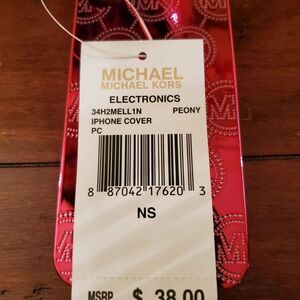 MICHAEL
MICHAEL KORS
ELECTRONICS
34H2MELL1N PEONY
IPHONE COVER
PC
8 87042 17620 3
NS
MSRP $ 38.00